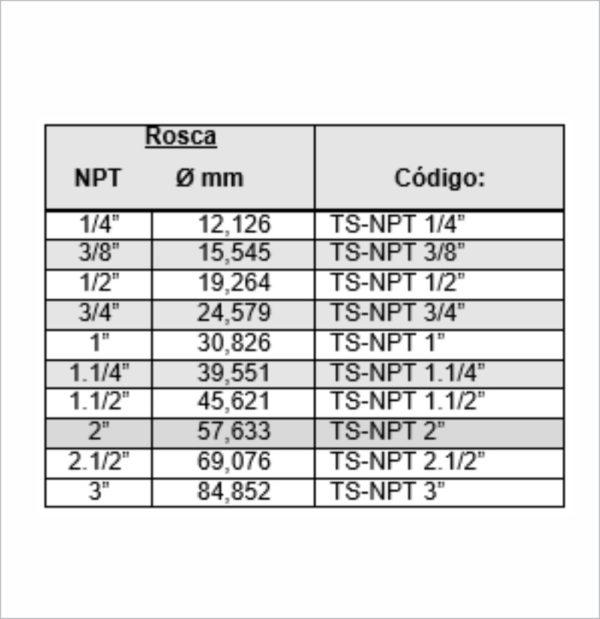 Rosca
NPT Ø mm Código:
1/4” 12,126 TS-NPT 1/4”
3/8” 15,545 TS-NPT 3/8”
1/2” 19,264 TS-NPT 1/2”
3/4” 24,579 TS-NPT 3/4”
1” 30,826 TS-NPT 1”
1.1/4” 39,551 TS-NPT 1.1/4”
1.1/2” 45,621 TS-NPT 1.1/2”
2” 57,633 TS-NPT 2”
2.1/2” 69,076 TS-NPT 2.1/2”
3” 84,852 TS-NPT 3”